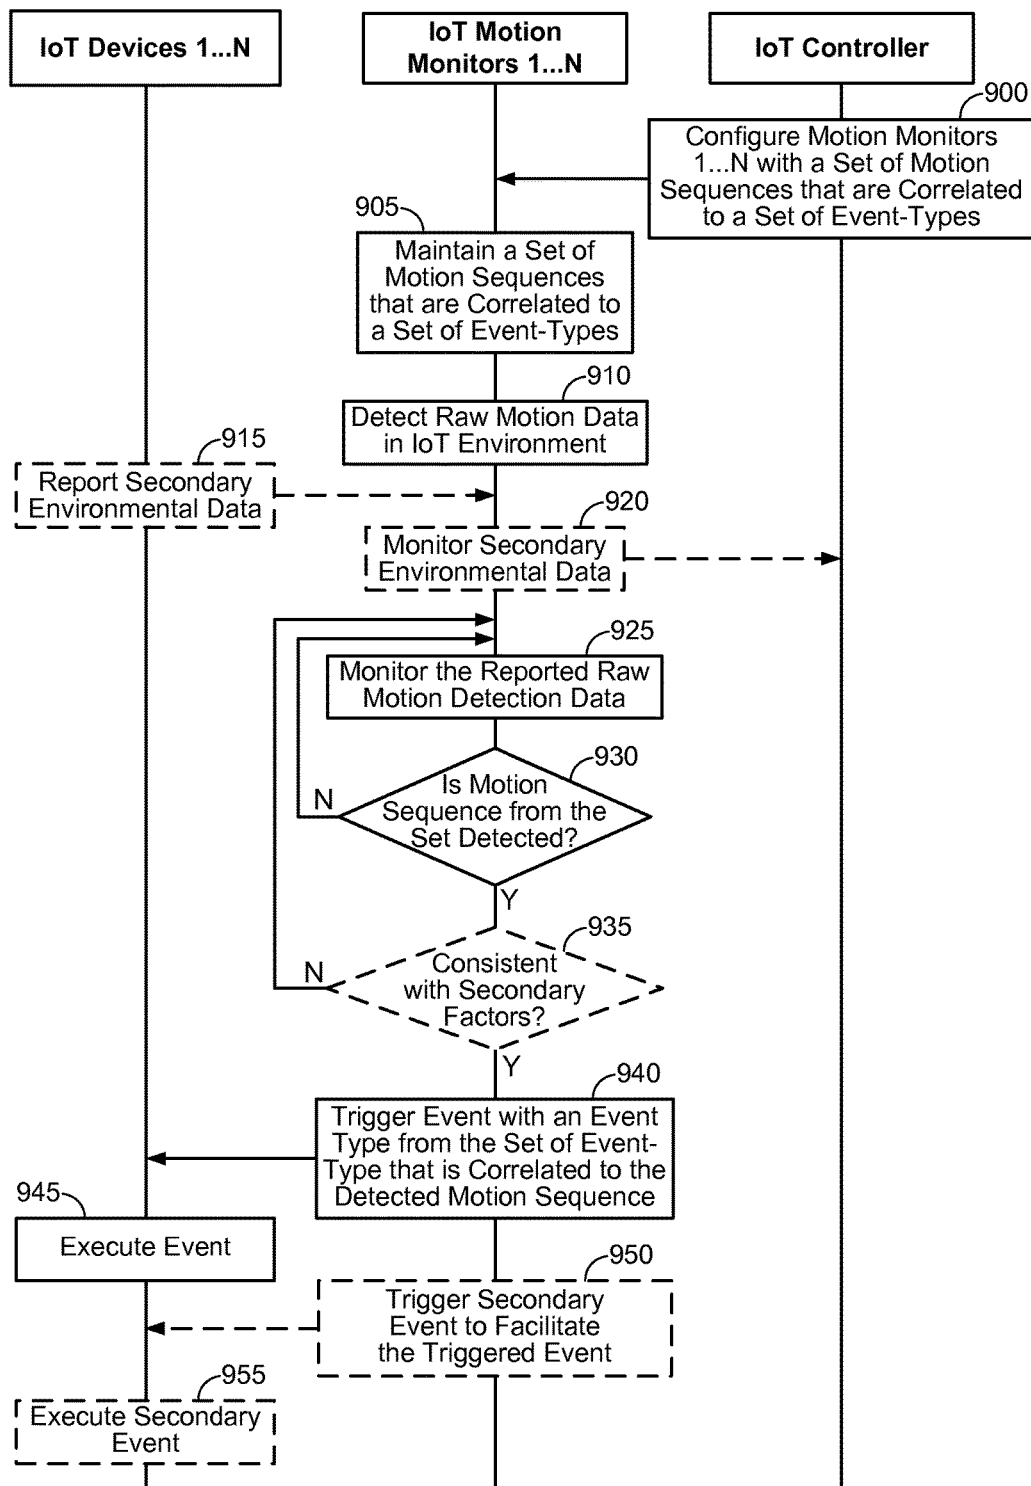 IoT Devices 1...N
IoT Motion
Monitors 1...N
IoT Controller
900
Configure Motion Monitors
1...N with a Set of Motion
Sequences that are Correlated
to a Set of Event-Types
905
Maintain a Set of
Motion Sequences
that are Correlated to
a Set of Event-Types
910
Detect Raw Motion Data
in IoT Environment
915
Report Secondary
Environmental Data
920
Monitor Secondary
Environmental Data
925
Monitor the Reported Raw
Motion Detection Data
930
Is Motion
Sequence from the
Set Detected?
N
Y
935
Consistent
with Secondary
Factors?
N
Y
940
Trigger Event with an Event
Type from the Set of Event-
Type that is Correlated to the
Detected Motion Sequence
945
Execute Event
950
Trigger Secondary
Event to Facilitate
the Triggered Event
955
Execute Secondary
Event